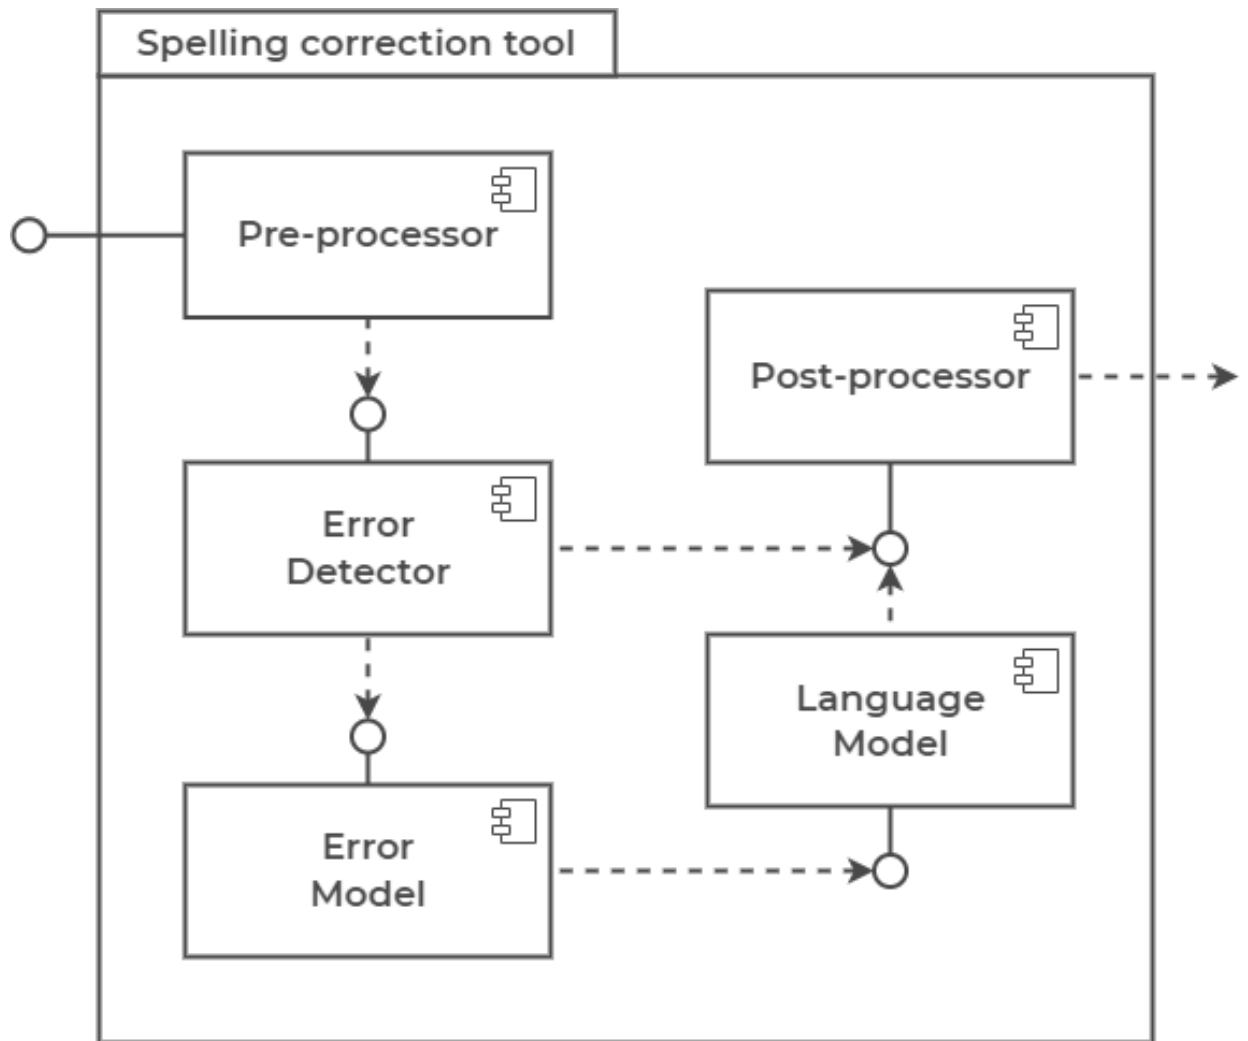 Spelling correction tool
Pre-processor
Post-processor
Error
Detector
Language
Model
Error
Model